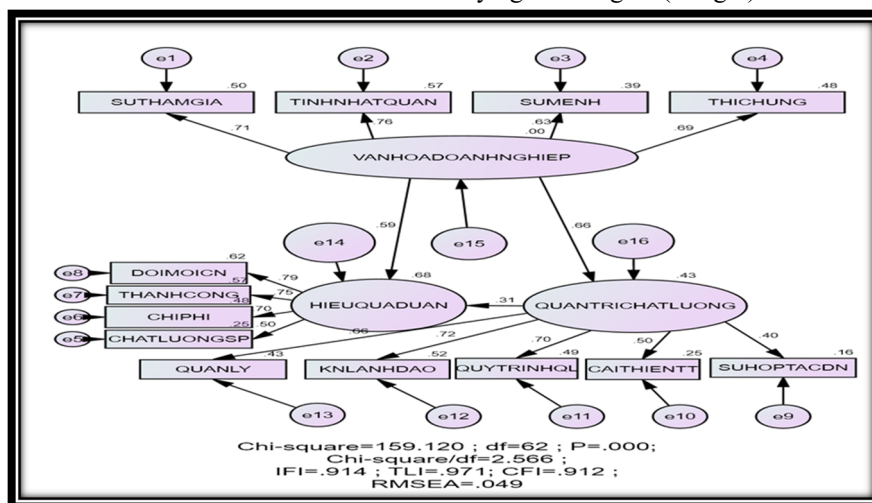 e1
e2
e3
e4
.50
.57
.39
.48
SUTHAMGIA
TINHNHATQUAN
SUMENH
THICHUNG
.71
.76
.63
.00
.69
VANHOADOANHNGHIEP
.59
.66
e14
e15
e16
.62
.68
.43
e8
DOIMOICN
.79
.57
e7
THANHCONG
.75
.48
HIEUQUADUAN
.31
QUANTRICHATLUONG
e6
CHIPHI
.70
.25
e5
CHATLUONGSP
.50
.66
.72
.70
.50
.40
.43
.52
.49
.25
.16
QUANLY
KNLANHDAO
QUYTRINHQL
CAITHIENTT
SUHOPTACDN
e13
e12
e11
e10
e9
Chi-square=159.120 ; df=62 ; P=.000;
Chi-square/df=2.566 ;
IFI=.914 ; TLI=.971; CFI=.912 ;
RMSEA=.049